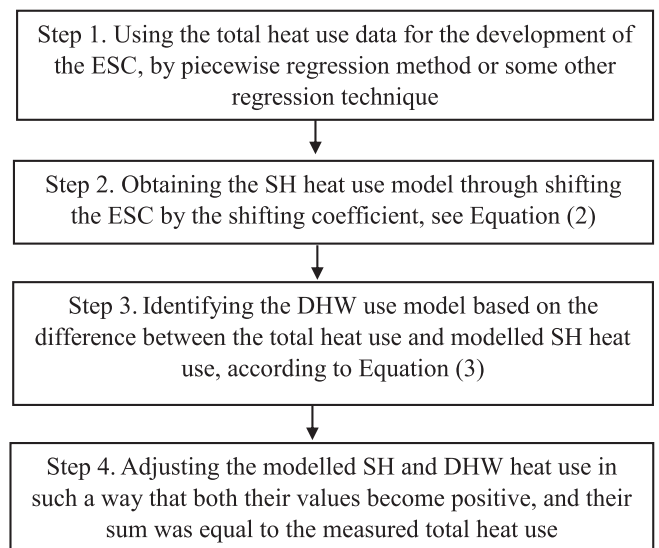 Step 1. Using the total heat use data for the development of
the ESC, by piecewise regression method or some other
regression technique
Step 2. Obtaining the SH heat use model through shifting
the ESC by the shifting coefficient, see Equation (2)
Step 3. Identifying the DHW use model based on the
difference between the total heat use and modelled SH heat
use, according to Equation (3)
Step 4. Adjusting the modelled SH and DHW heat use in
such a way that both their values become positive, and their
sum was equal to the measured total heat use